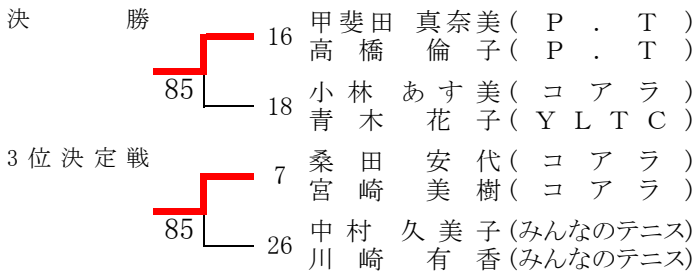 決勝
16 甲斐田 真奈美(P.T)
高橋 倫子(P.T)
85
18 小林 あす美(コアラ)
青木 花子(YLTC)
3位決定戦
7 桑田 安代(コアラ)
宮崎 美樹(コアラ)
85
26 中村 久美子(みんなのテニス)
川崎 有香(みんなのテニス)